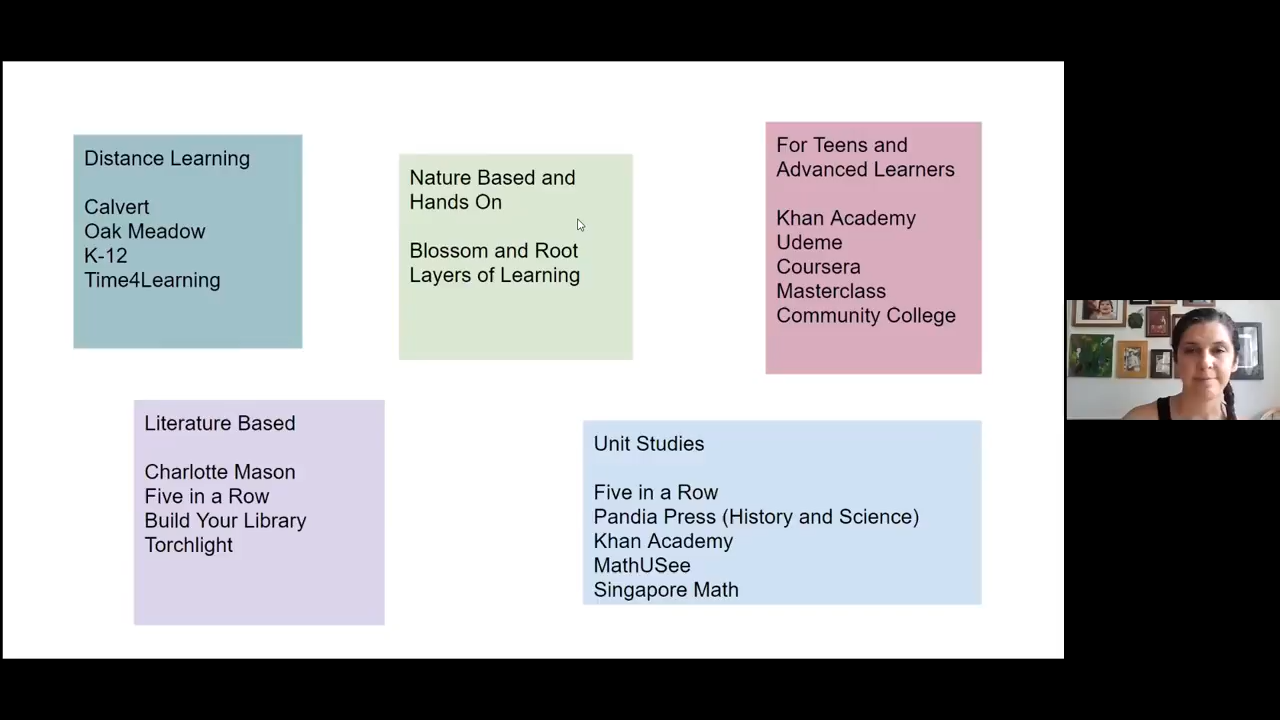 Distance Learning
Calvert
Oak Meadow
K-12
Time4Learning
Nature Based and
Hands On
Blossom and Root
Layers of Learning
For Teens and
Advanced Learners
Khan Academy
Udeme
Coursera
Masterclass
Community College
Literature Based
Charlotte Mason
Five in a Row
Build Your Library
Torchlight
Unit Studies
Five in a Row
Pandia Press (History and Science)
Khan Academy
MathUSee
Singapore Math